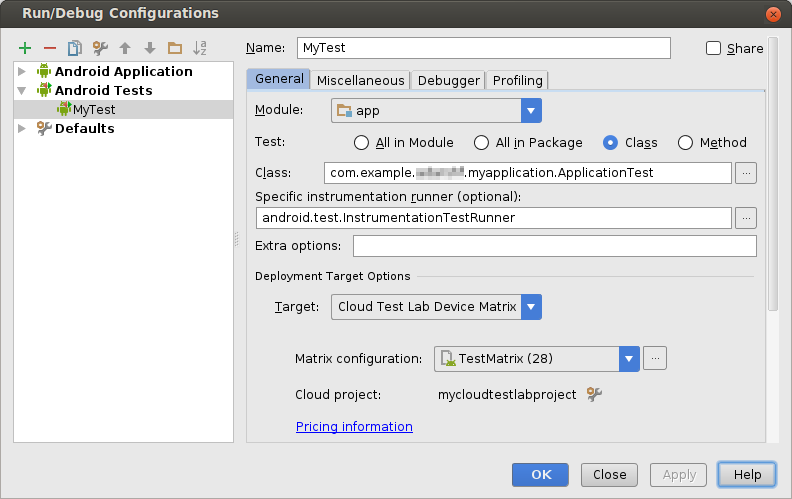 Run/Debug Configurations
Name: MyTest Share
Android Application
Android Tests
MyTest
Defaults
General Miscellaneous Debugger Profiling
Module: app
Test: All in Module All in Package Class Method
Class: com.example. .myapplication.ApplicationTest ...
Specific instrumentation runner (optional):
android.test.InstrumentationTestRunner ...
Extra options:
Deployment Target Options
Target: Cloud Test Lab Device Matrix
Matrix configuration: TestMatrix (28) ...
Cloud project: mycloudtestlabproject
Pricing information
OK Close Apply Help